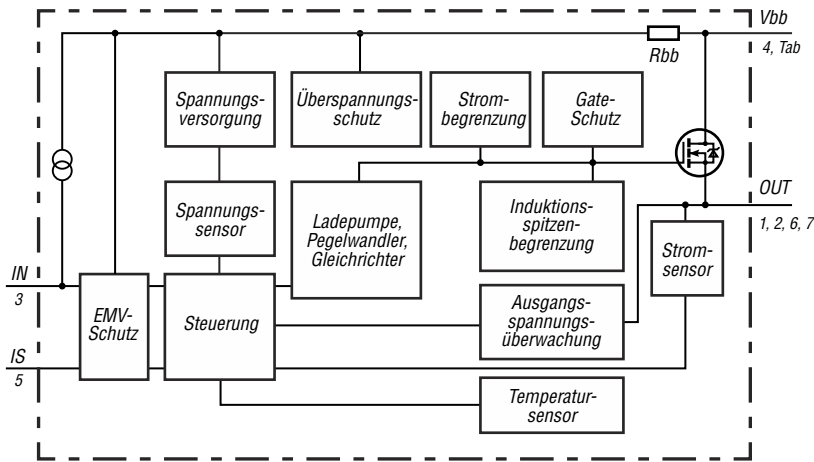 Vbb
4, Tab
Rbb
Spannungs-
versorgung
Überspannungs-
schutz
Strom-
begrenzung
Gate-
Schutz
Spannungs-
sensor
Ladepumpe,
Pegelwandler,
Gleichrichter
Induktions-
spitzen-
begrenzung
OUT
1, 2, 6, 7
Strom-
sensor
IN
3
EMV-
Schutz
Steuerung
Ausgangs-
spannungs-
überwachung
IS
5
Temperatur-
sensor